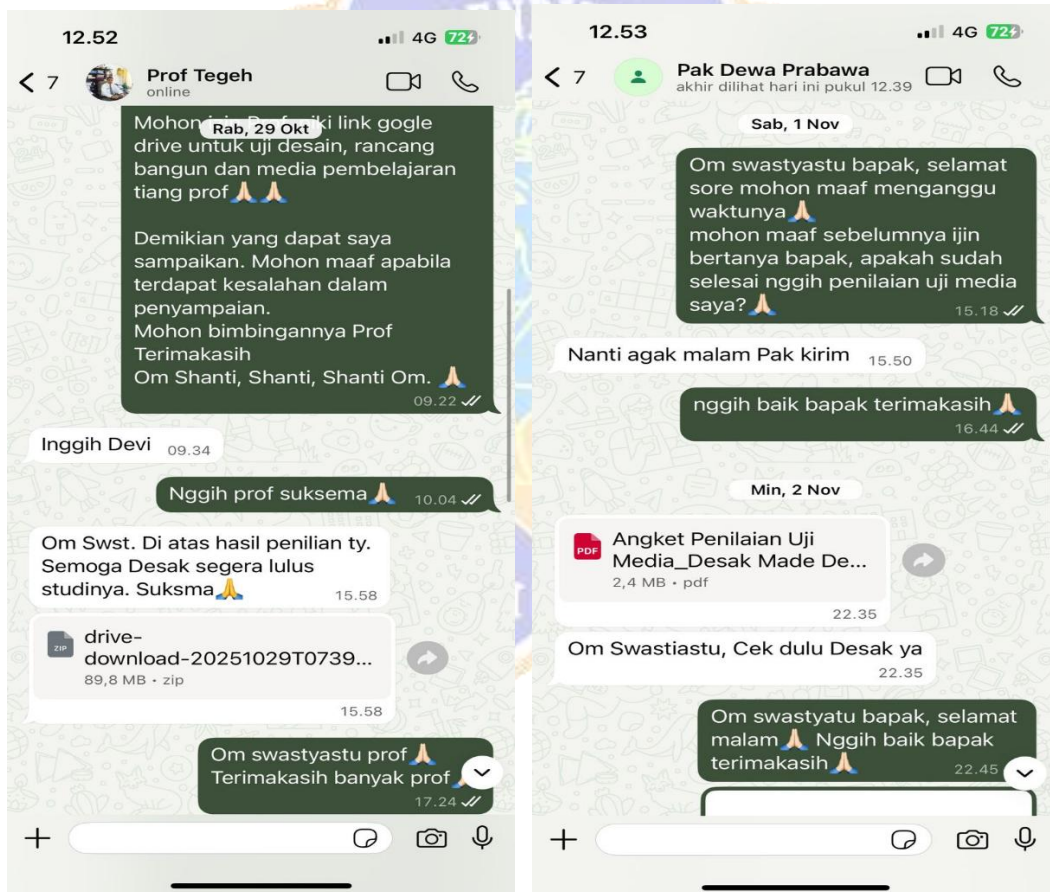 12.52
4G 72
7
Prof Tegeh
online
Rab, 29 Okt
Mohon ki link gogle
drive untuk uji desain, rancang
bangun dan media pembelajaran
tiang prof🙏🙏
Demikian yang dapat saya
sampaikan. Mohon maaf apabila
terdapat kesalahan dalam
penyampaian.
Mohon bimbingannya Prof
Terimakasih
Om Shanti, Shanti, Shanti Om. 🙏
09.22
Inggih Devi 09.34
Nggih prof suksema🙏 10.04
Om Swst. Di atas hasil penilian ty.
Semoga Desak segera lulus
studinya. Suksma🙏 15.58
ZIP
drive-
download-20251029T0739...
89,8 MB • zip
15.58
Om swastyastu prof🙏
Terimakasih banyak prof
17.24
12.53
4G 72
7
Pak Dewa Prabawa
akhir dilihat hari ini pukul 12.39
Sab, 1 Nov
Om swastyastu bapak, selamat
sore mohon maaf menganggu
waktunya🙏
mohon maaf sebelumnya ijin
bertanya bapak, apakah sudah
selesai nggih penilaian uji media
saya?🙏 15.18
Nanti agak malam Pak kirim 15.50
nggih baik bapak terimakasih🙏
16.44
Min, 2 Nov
PDF
Angket Penilaian Uji
Media_Desak Made De...
2,4 MB • pdf
22.35
Om Swastiastu, Cek dulu Desak ya
22.35
Om swastyatu bapak, selamat
malam🙏 Nggih baik bapak
terimakasih🙏 22.45